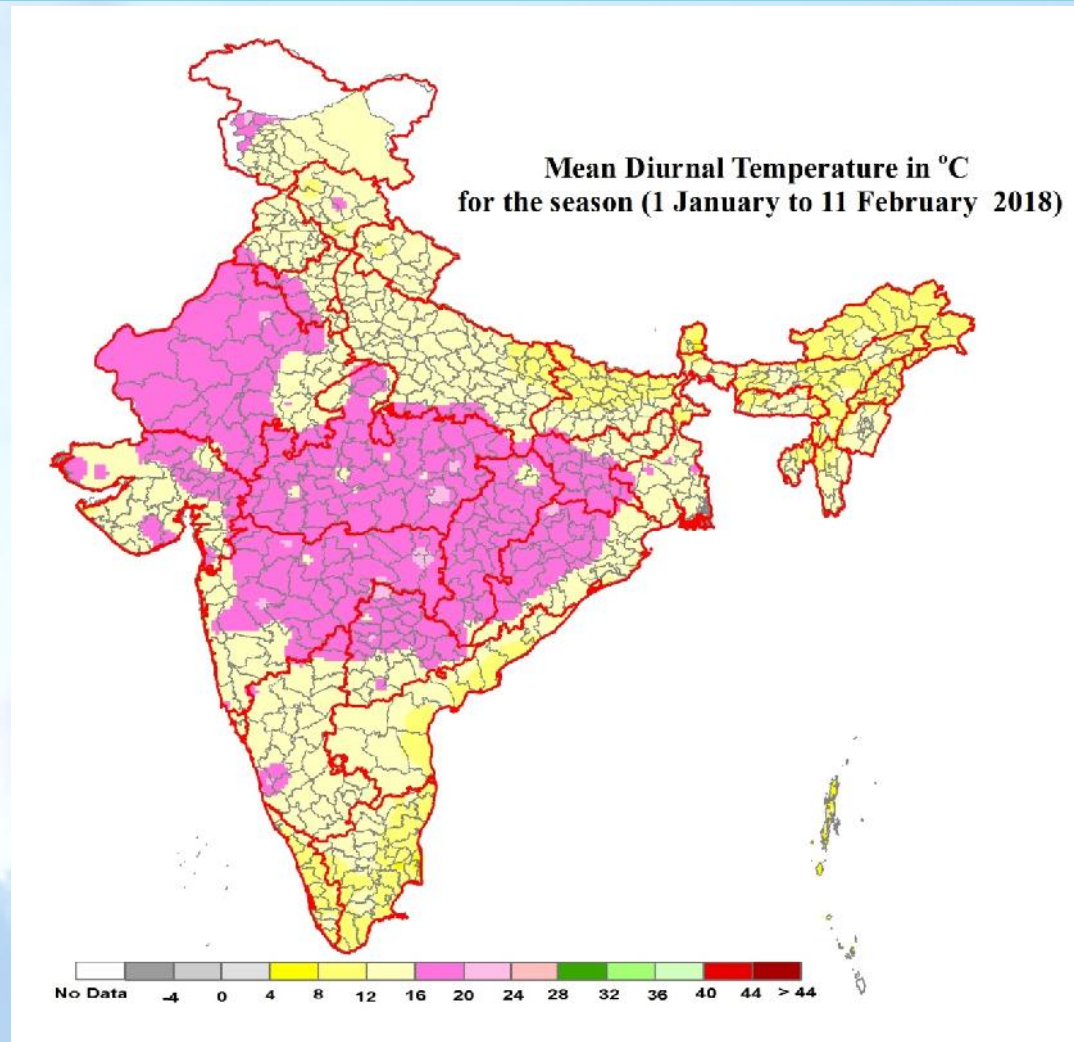 Mean Diurnal Temperature in °C
for the season (1 January to 11 February 2018)
No Data -4 0 4 8 12 16 20 24 28 32 36 40 44 > 44